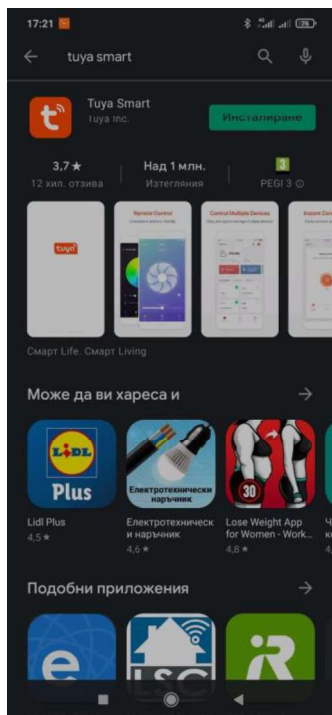 17:21
76
tuya smart
Tuya Smart
Tuya Inc.
Инсталиране
3,7★
12 хил. отзива
Над 1 млн.
Изтегляния
3
PEGI 3
tuya
Remote Control
Control Multiple Devices
Смарт Life. Смарт Living
Може да ви хареса и
LIDL
Plus
Електротехнически
наръчник
30
Lidl Plus
4,5★
Електротехническ
и наръчник
4,6★
Lose Weight App
for Women - Work...
4,8★
Подобни приложения
e
LSC